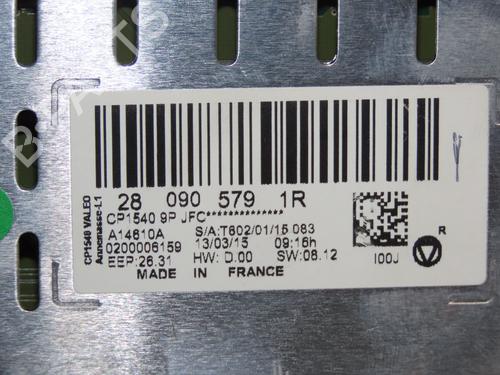 B-PARTS
CP1540 VALEO
Annemasse-L1
28 090 579 1R
CP1540 9P JFC**************
A14610A S/A:T602/01/15 083
0200006159 13/03/15 09:16h
EEP:26.31 HW: D.00 SW:08.12
MADE IN FRANCE
I00J
R